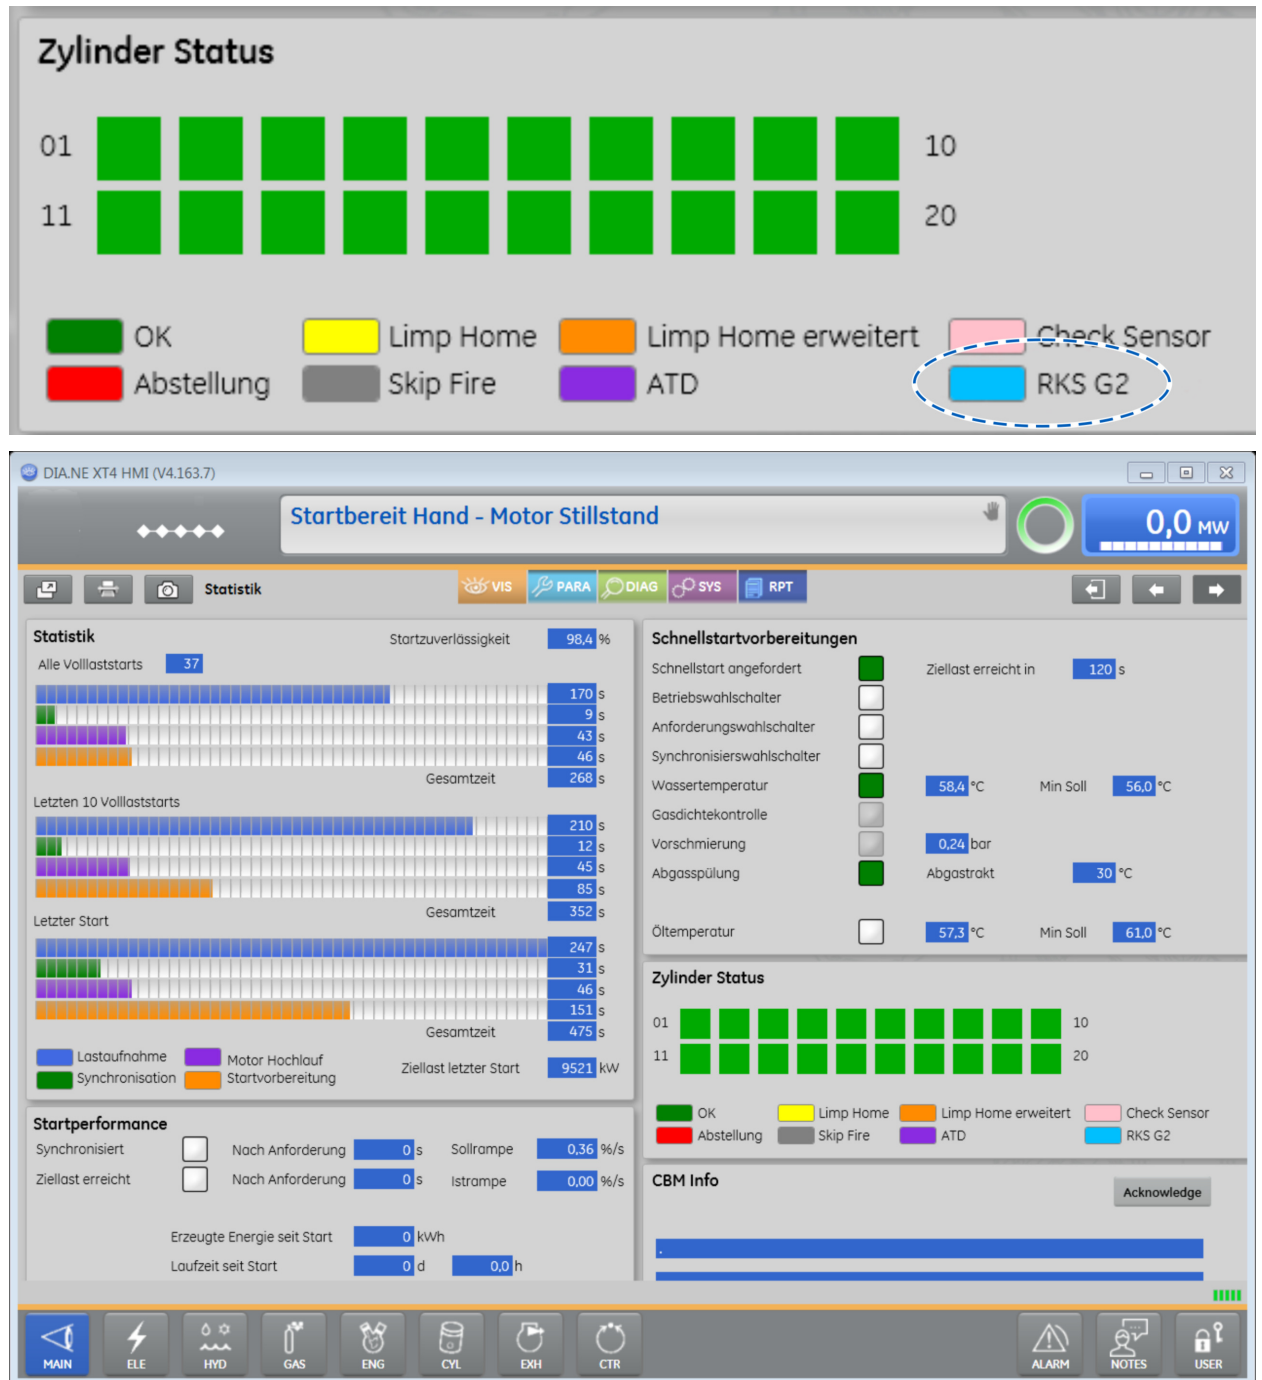 Zylinder Status
01 10
11 20
OK Limp Home Limp Home erweitert Check Sensor
Abstellung Skip Fire ATD RKS G2
DIA.NE XT4 HMI (V4.163.7)
Startbereit Hand - Motor Stillstand 0,0 MW
Statistik VIS PARA DIAG SYS RPT
Statistik Startzuverlässigkeit 98,4 %
Alle Volllaststarts 37
170 s
9 s
43 s
46 s
Gesamtzeit 268 s
Letzten 10 Volllaststarts
210 s
12 s
45 s
85 s
Gesamtzeit 352 s
Letzter Start
247 s
31 s
46 s
151 s
Gesamtzeit 475 s
Lastaufnahme Motor Hochlauf Ziellast letzter Start 9521 kW
Synchronisation Startvorbereitung
Startperformance
Synchronisiert Nach Anforderung 0 s Sollrampe 0,36 %/s
Ziellast erreicht Nach Anforderung 0 s Istrampe 0,00 %/s
Erzeugte Energie seit Start 0 kWh
Laufzeit seit Start 0 d 0,0 h
Schnellstartvorbereitungen
Schnellstart angefordert Ziellast erreicht in 120 s
Betriebswahlschalter
Anforderungswahlschalter
Synchronisierswahlschalter
Wassertemperatur 58,4 °C Min Soll 56,0 °C
Gasdichtekontrolle
Vorschmierung 0,24 bar
Abgasspülung Abgastrakt 30 °C
Öltemperatur 57,3 °C Min Soll 61,0 °C
Zylinder Status
01 10
11 20
OK Limp Home Limp Home erweitert Check Sensor
Abstellung Skip Fire ATD RKS G2
CBM Info Acknowledge
.
MAIN ELE HYD GAS ENG CYL EXH CTR ALARM NOTES USER